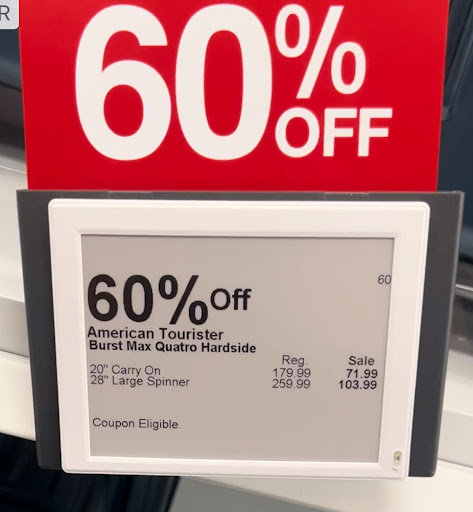 R
60%
OFF
60
60% Off
American Tourister
Burst Max Quatro Hardside
Reg. Sale
20" Carry On 179.99 71.99
28" Large Spinner 259.99 103.99
Coupon Eligible.